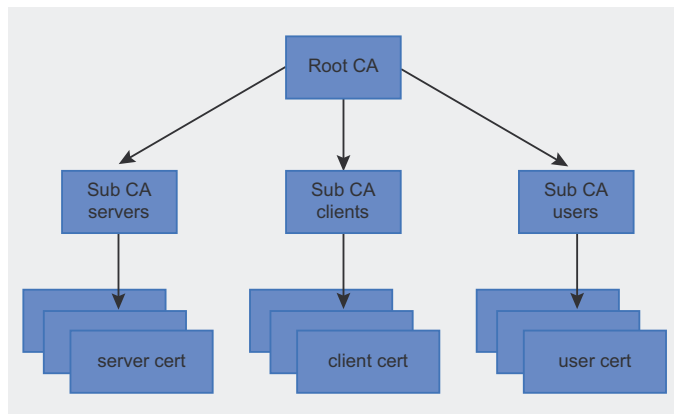 Root CA
Sub CA
servers
Sub CA
clients
Sub CA
users
server cert
client cert
user cert